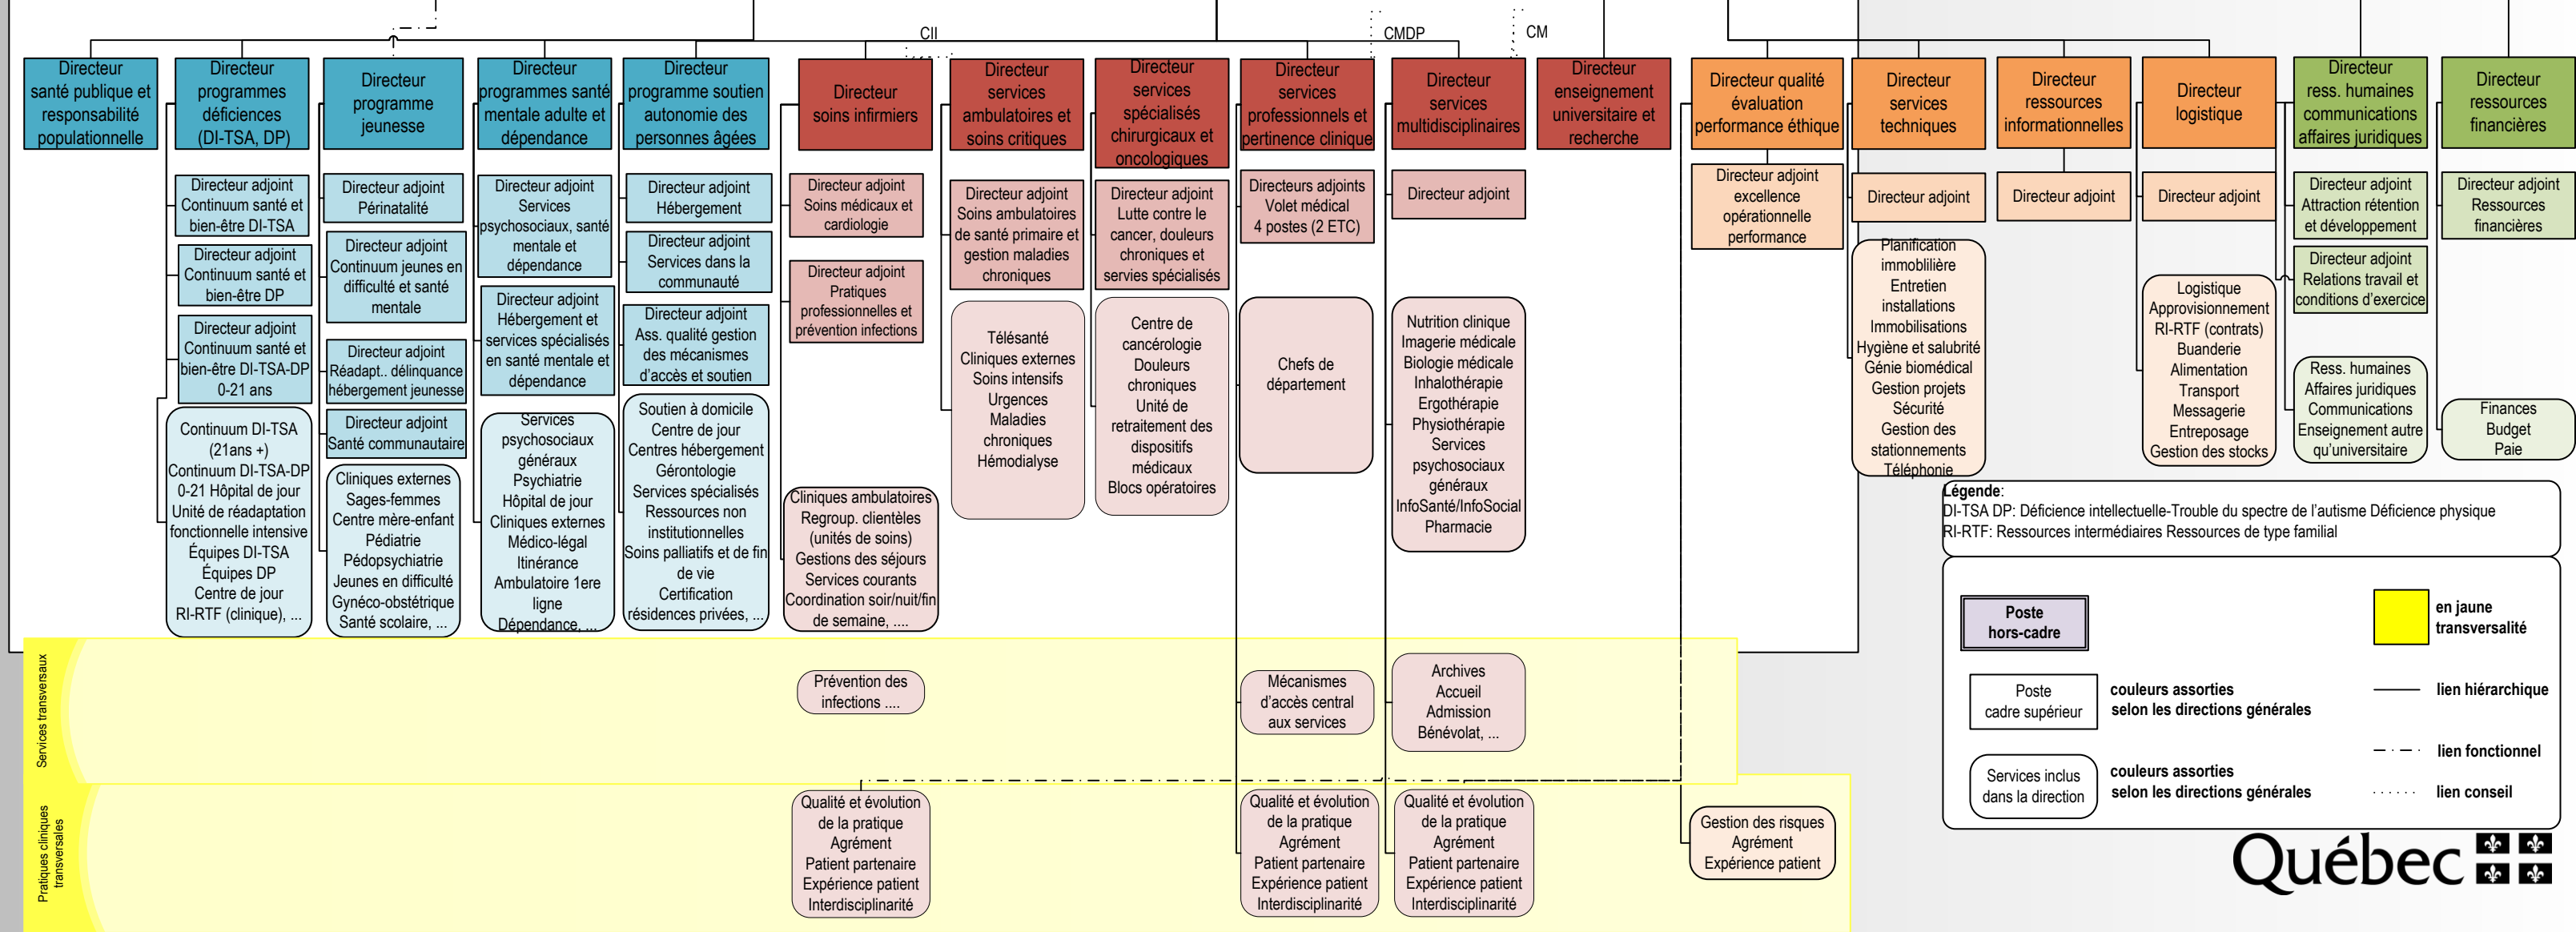 CII
CMDP
CM
Directeur
santé publique et
responsabilité
populationnelle
Directeur
programmes
déficiences
(DI-TSA, DP)
Directeur
programme
jeunesse
Directeur
programmes santé
mentale adulte et
dépendance
Directeur
programme soutien
autonomie des
personnes âgées
Directeur
soins infirmiers
Directeur
services
ambulatoires et
soins critiques
Directeur
services
spécialisés
chirurgicaux et
oncologiques
Directeur
services
professionnels et
pertinence clinique
Directeur
services
multidisciplinaires
Directeur
enseignement
universitaire et
recherche
Directeur qualité
évaluation
performance éthique
Directeur
services
techniques
Directeur
ressources
informationnelles
Directeur
logistique
Directeur
ress. humaines
communications
affaires juridiques
Directeur
ressources
financières
Directeur adjoint
Continuum santé et
bien-être DI-TSA
Directeur adjoint
Continuum santé et
bien-être DP
Directeur adjoint
Continuum santé et
bien-être DI-TSA-DP
0-21 ans
Continuum DI-TSA
(21ans +)
Continuum DI-TSA-DP
0-21 Hôpital de jour
Unité de réadaptation
fonctionnelle intensive
Équipes DI-TSA
Équipes DP
Centre de jour
RI-RTF (clinique), ...
Directeur adjoint
Périnatalité
Directeur adjoint
Continuum jeunes en
difficulté et santé
mentale
Directeur adjoint
Réadapt.. délinquance
hébergement jeunesse
Directeur adjoint
Santé communautaire
Cliniques externes
Sages-femmes
Centre mère-enfant
Pédiatrie
Pédopsychiatrie
Jeunes en difficulté
Gynéco-obstétrique
Santé scolaire, ...
Directeur adjoint
Services
psychosociaux, santé
mentale et
dépendance
Directeur adjoint
Hébergement et
services spécialisés
en santé mentale et
dépendance
Services
psychosociaux
généraux
Psychiatrie
Hôpital de jour
Cliniques externes
Médico-légal
Itinérance
Ambulatoire 1ere
ligne
Dépendance, ...
Directeur adjoint
Hébergement
Directeur adjoint
Services dans la
communauté
Directeur adjoint
Ass. qualité gestion
des mécanismes
d’accès et soutien
Soutien à domicile
Centre de jour
Centres hébergement
Gérontologie
Services spécialisés
Ressources non
institutionnelles
Soins palliatifs et de fin
de vie
Certification
résidences privées, ...
Directeur adjoint
Soins médicaux et
cardiologie
Directeur adjoint
Pratiques
professionnelles et
prévention infections
Cliniques ambulatoires
Regroup. clientèles
(unités de soins)
Gestions des séjours
Services courants
Coordination soir/nuit/fin
de semaine, ....
Directeur adjoint
Soins ambulatoires
de santé primaire et
gestion maladies
chroniques
Télésanté
Cliniques externes
Soins intensifs
Urgences
Maladies
chroniques
Hémodialyse
Directeur adjoint
Lutte contre le
cancer, douleurs
chroniques et
servies spécialisés
Centre de
cancérologie
Douleurs
chroniques
Unité de
retraitement des
dispositifs
médicaux
Blocs opératoires
Directeurs adjoints
Volet médical
4 postes (2 ETC)
Chefs de
département
Directeur adjoint
Nutrition clinique
Imagerie médicale
Biologie médicale
Inhalothérapie
Ergothérapie
Physiothérapie
Services
psychosociaux
généraux
InfoSanté/InfoSocial
Pharmacie
Directeur adjoint
excellence
opérationnelle
performance
Directeur adjoint
Planification
immoblilière
Entretien
installations
Immobilisations
Hygiène et salubrité
Génie biomédical
Gestion projets
Sécurité
Gestion des
stationnements
Téléphonie
Directeur adjoint
Directeur adjoint
Logistique
Approvisionnement
RI-RTF (contrats)
Buanderie
Alimentation
Transport
Messagerie
Entreposage
Gestion des stocks
Directeur adjoint
Attraction rétention
et développement
Directeur adjoint
Relations travail et
conditions d’exercice
Ress. humaines
Affaires juridiques
Communications
Enseignement autre
qu’universitaire
Directeur adjoint
Ressources
financières
Finances
Budget
Paie
Légende:
DI-TSA DP: Déficience intellectuelle-Trouble du spectre de l’autisme Déficience physique
RI-RTF: Ressources intermédiaires Ressources de type familial
Poste
hors-cadre
en jaune
transversalité
Poste
cadre supérieur
couleurs assorties
selon les directions générales
lien hiérarchique
lien fonctionnel
Services inclus
dans la direction
couleurs assorties
selon les directions générales
lien conseil
Services transversaux
Prévention des
infections ....
Mécanismes
d’accès central
aux services
Archives
Accueil
Admission
Bénévolat, ...
Pratiques cliniques
transversales
Qualité et évolution
de la pratique
Agrément
Patient partenaire
Expérience patient
Interdisciplinarité
Qualité et évolution
de la pratique
Agrément
Patient partenaire
Expérience patient
Interdisciplinarité
Qualité et évolution
de la pratique
Agrément
Patient partenaire
Expérience patient
Interdisciplinarité
Gestion des risques
Agrément
Expérience patient
Québec